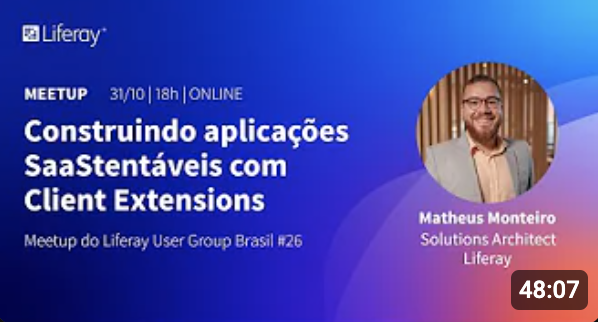 Liferay
MEETUP 31/10 | 18h | ONLINE
Construindo aplicações
SaaStentáveis com
Client Extensions
Meetup do Liferay User Group Brasil #26
Matheus Monteiro
Solutions Architect
Liferay
48:07